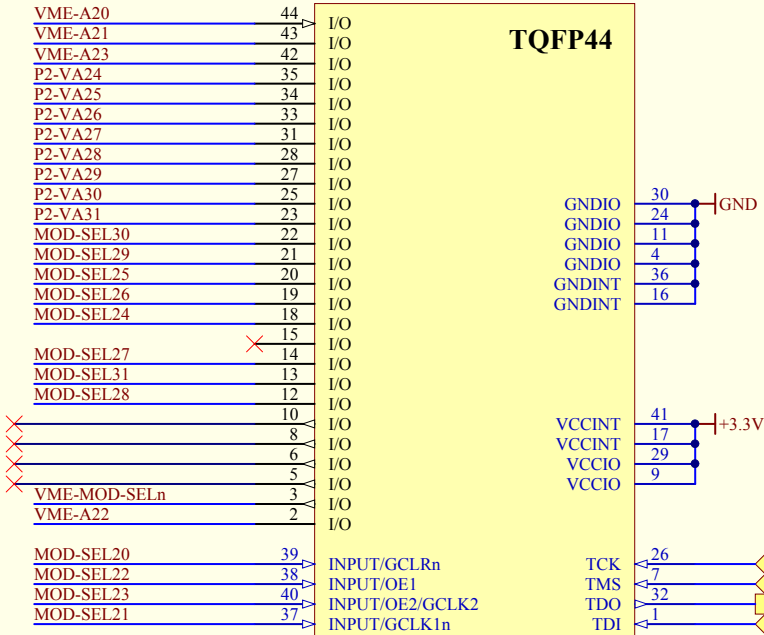 TQFP44
VME-A20 44 I/O
VME-A21 43 I/O
VME-A23 42 I/O
P2-VA24 35 I/O
P2-VA25 34 I/O
P2-VA26 33 I/O
P2-VA27 31 I/O
P2-VA28 28 I/O
P2-VA29 27 I/O
P2-VA30 25 I/O GNDIO 30 GND
P2-VA31 23 I/O GNDIO 24
MOD-SEL30 22 I/O GNDIO 11
MOD-SEL29 21 I/O GNDIO 4
MOD-SEL25 20 I/O GNDINT 36
MOD-SEL26 19 I/O GNDINT 16
MOD-SEL24 18 I/O
15 I/O
MOD-SEL27 14 I/O
MOD-SEL31 13 I/O
MOD-SEL28 12 I/O
10 I/O VCCINT 41 +3.3V
8 I/O VCCINT 17
6 I/O VCCIO 29
5 I/O VCCIO 9
VME-MOD-SELn 3 I/O
VME-A22 2 I/O
MOD-SEL20 39 INPUT/GCLRn TCK 26
MOD-SEL22 38 INPUT/OE1 TMS 7
MOD-SEL23 40 INPUT/OE2/GCLK2 TDO 32
MOD-SEL21 37 INPUT/GCLK1n TDI 1